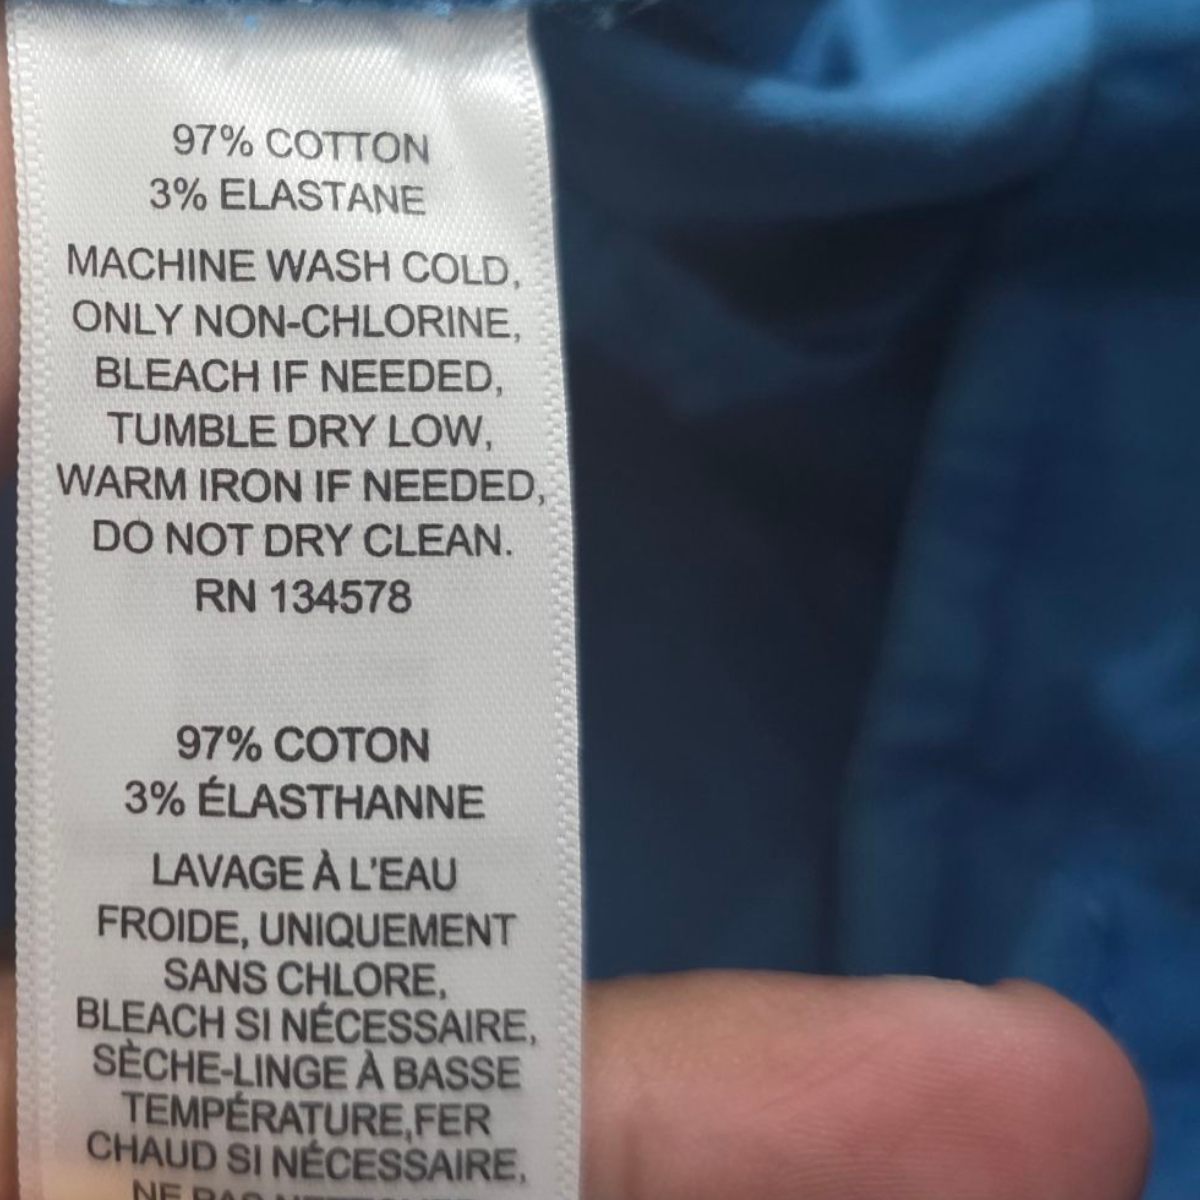 97% COTTON
3% ELASTANE
MACHINE WASH COLD,
ONLY NON-CHLORINE,
BLEACH IF NEEDED,
TUMBLE DRY LOW,
WARM IRON IF NEEDED,
DO NOT DRY CLEAN.
RN 134578
97% COTON
3% ÉLASTHANNE
LAVAGE À L'EAU
FROIDE, UNIQUEMENT
SANS CHLORE,
BLEACH SI NÉCESSAIRE,
SÈCHE-LINGE À BASSE
TEMPÉRATURE,FER
CHAUD SI NÉCESSAIRE,
NE PAS